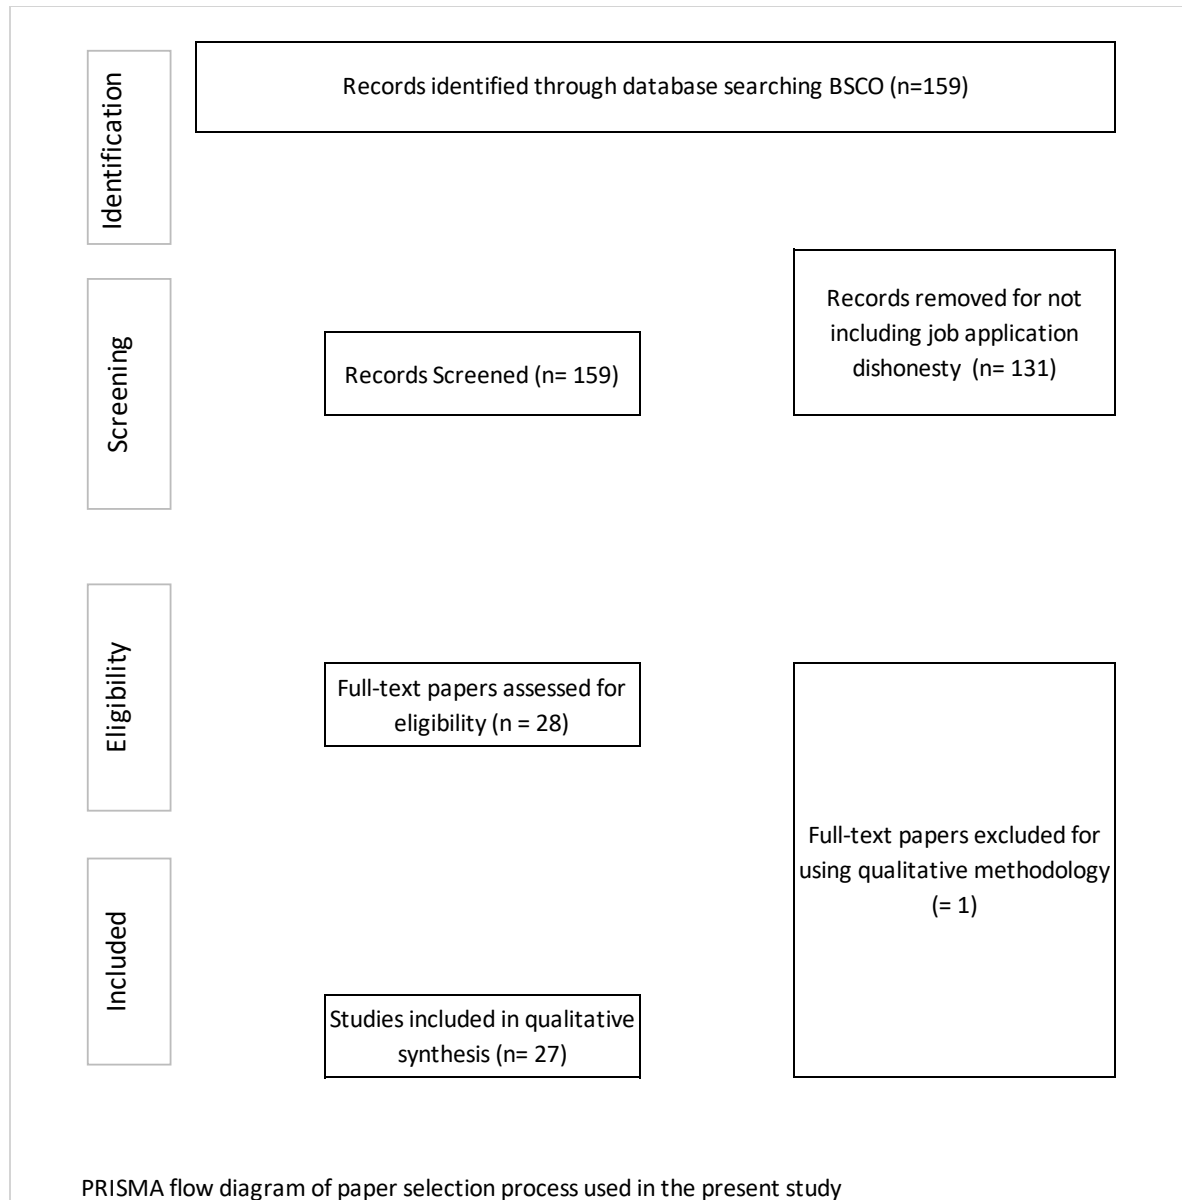 Identification
Records identified through database searching BSCO (n=159)
Screening
Records Screened (n= 159)
Records removed for not
including job application
dishonesty  (n= 131)
Eligibility
Full-text papers assessed for
eligibility (n = 28)
Full-text papers excluded for
using qualitative methodology
(= 1)
Included
Studies included in qualitative
synthesis (n= 27)
PRISMA flow diagram of paper selection process used in the present study